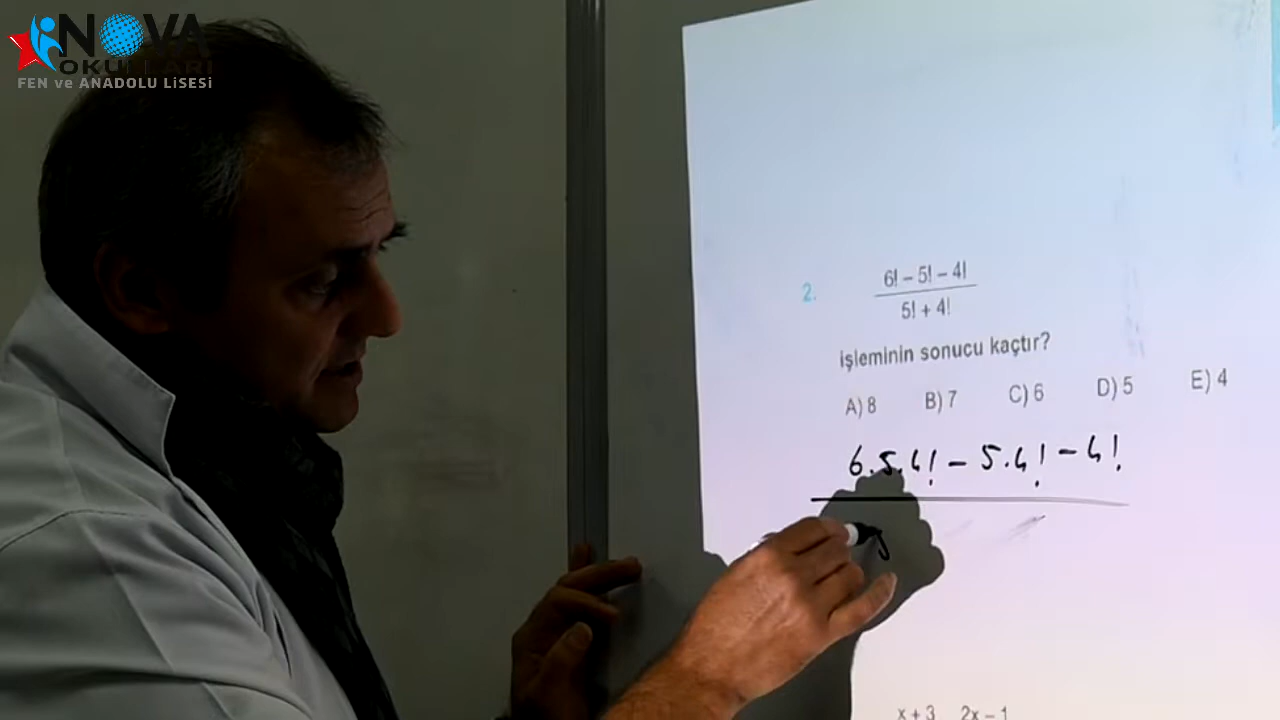 NOVA
OKULLARI
FEN ve ANADOLU LİSESİ
2.
6! – 5! – 4!
5! + 4!
işleminin sonucu kaçtır?
A) 8 B) 7 C) 6 D) 5 E) 4
6.5.4! – 5.4! – 4!
5
x + 3 2x – 1